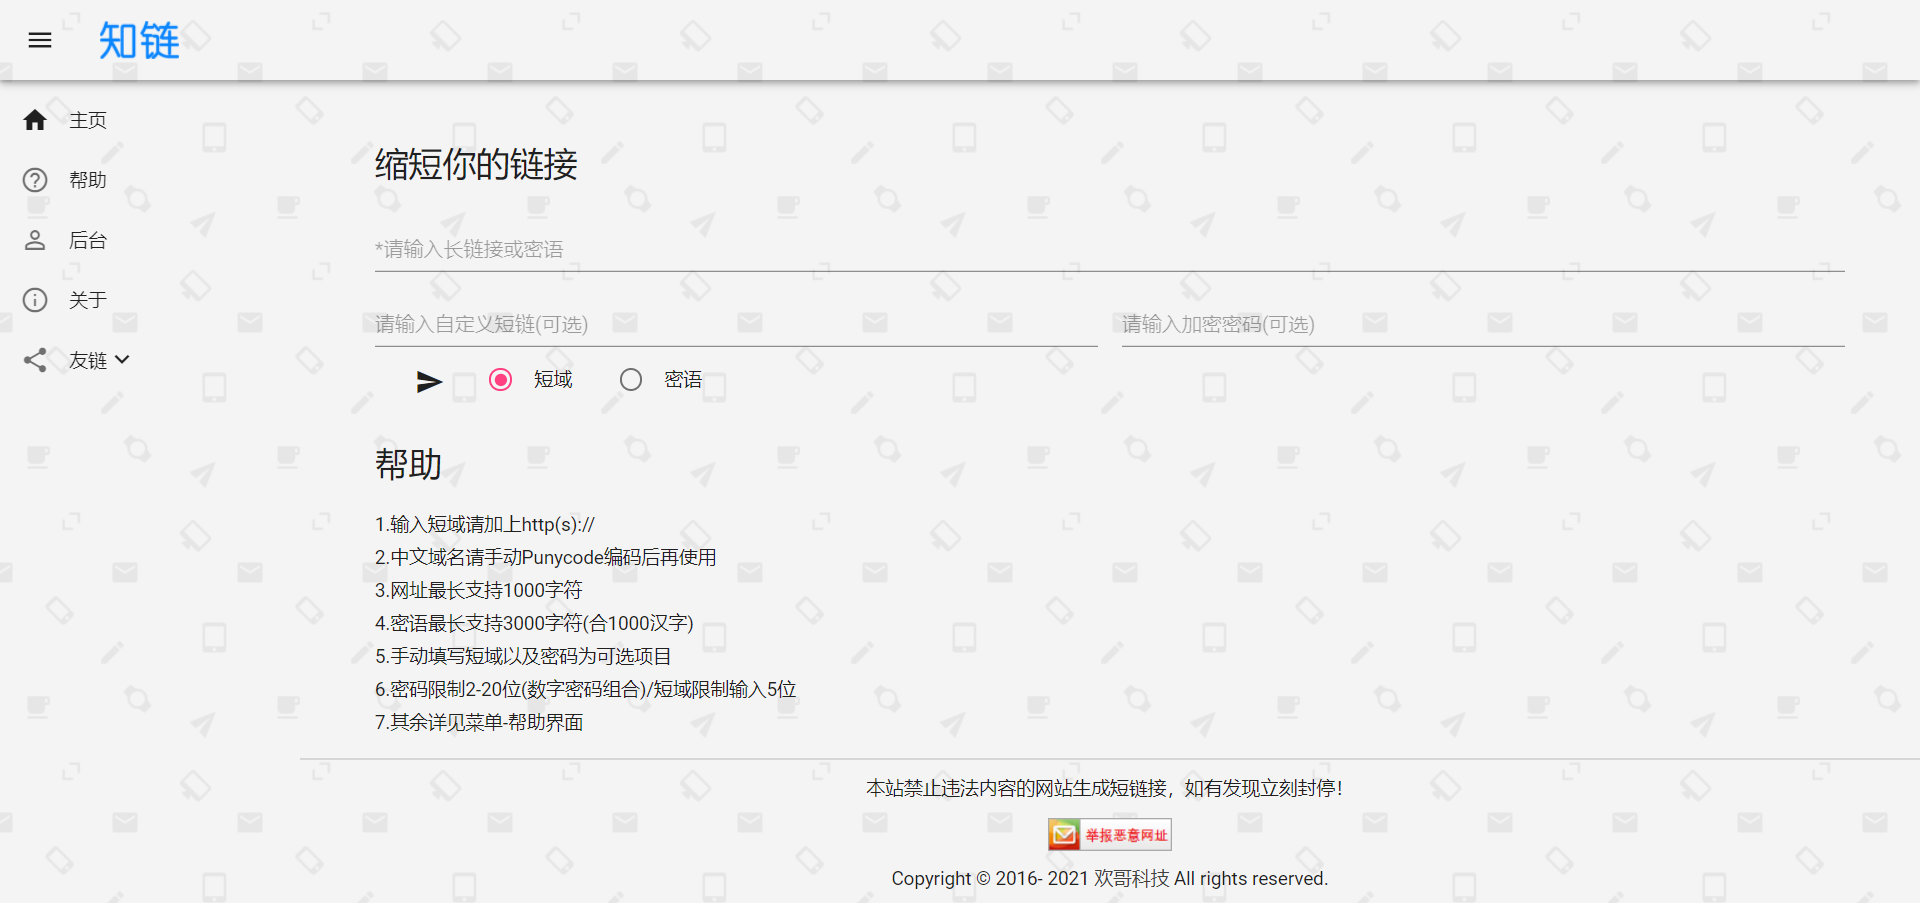 知链
主页
帮助
后台
关于
友链
缩短你的链接
*请输入长链接或密语
请输入自定义短链(可选)
请输入加密密码(可选)
短域
密语
帮助
1.输入短域请加上http(s)://
2.中文域名请手动Punycode编码后再使用
3.网址最长支持1000字符
4.密语最长支持3000字符(合1000汉字)
5.手动填写短域以及密码为可选项目
6.密码限制2-20位(数字密码组合)/短域限制输入5位
7.其余详见菜单-帮助界面
本站禁止违法内容的网站生成短链接，如有发现立刻封停！
举报恶意网址
Copyright © 2016- 2021 欢哥科技 All rights reserved.